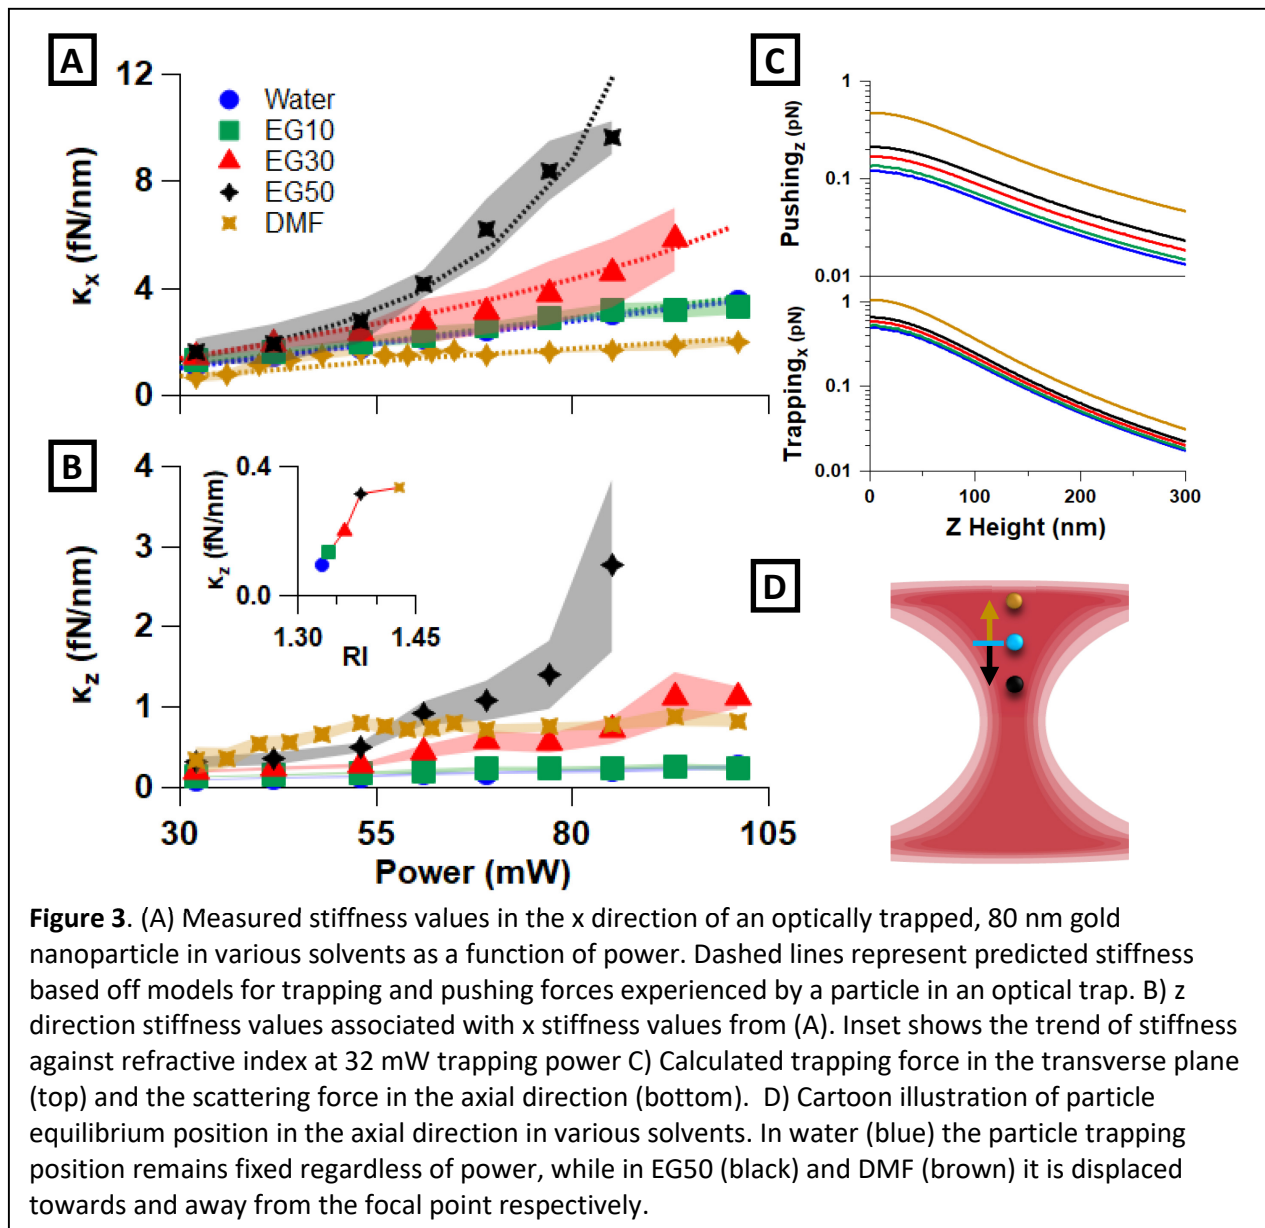 A
12
8
4
0
κx (fN/nm)
Water
EG10
EG30
EG50
DMF
30
55
80
105
B
4
3
2
1
0
κz (fN/nm)
0.4
0.0
κz (fN/nm)
1.30
1.45
RI
30
55
80
105
Power (mW)
C
1
0.1
0.01
Pushingz (pN)
1
0.1
0.01
Trappingx (pN)
0
100
200
300
Z Height (nm)
D
Figure 3. (A) Measured stiffness values in the x direction of an optically trapped, 80 nm gold
nanoparticle in various solvents as a function of power. Dashed lines represent predicted stiffness
based off models for trapping and pushing forces experienced by a particle in an optical trap. B) z
direction stiffness values associated with x stiffness values from (A). Inset shows the trend of stiffness
against refractive index at 32 mW trapping power C) Calculated trapping force in the transverse plane
(top) and the scattering force in the axial direction (bottom). D) Cartoon illustration of particle
equilibrium position in the axial direction in various solvents. In water (blue) the particle trapping
position remains fixed regardless of power, while in EG50 (black) and DMF (brown) it is displaced
towards and away from the focal point respectively.